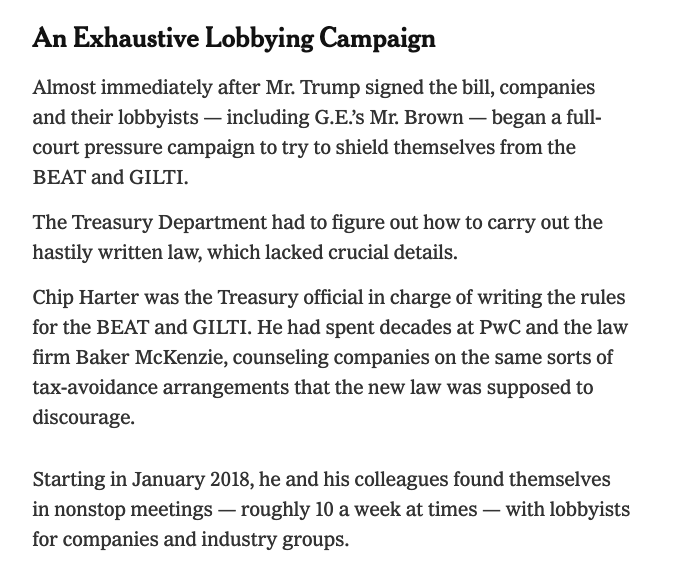 An Exhaustive Lobbying Campaign
Almost immediately after Mr. Trump signed the bill, companies
and their lobbyists — including G.E.’s Mr. Brown — began a full-
court pressure campaign to try to shield themselves from the
BEAT and GILTI.
The Treasury Department had to figure out how to carry out the
hastily written law, which lacked crucial details.
Chip Harter was the Treasury official in charge of writing the rules
for the BEAT and GILTI. He had spent decades at PwC and the law
firm Baker McKenzie, counseling companies on the same sorts of
tax-avoidance arrangements that the new law was supposed to
discourage.
Starting in January 2018, he and his colleagues found themselves
in nonstop meetings — roughly 10 a week at times — with lobbyists
for companies and industry groups.